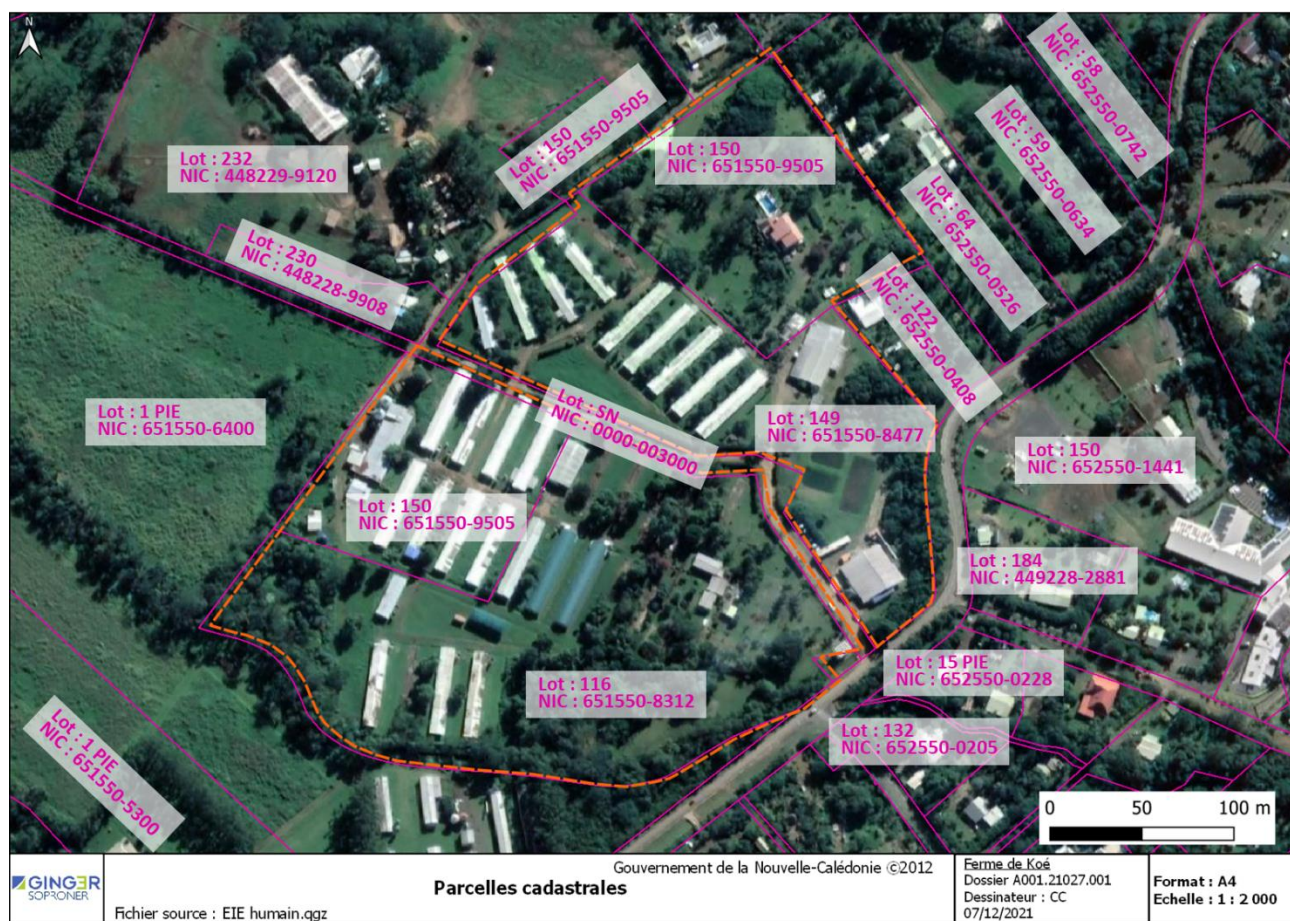 N
Lot : 58
NIC : 652550-0742
Lot : 150
NIC : 651550-9505
Lot : 59
NIC : 652550-0634
Lot : 232
NIC : 448229-9120
Lot : 150
NIC : 651550-9505
Lot : 64
NIC : 652550-0526
Lot : 230
NIC : 448228-9908
Lot : 122
NIC : 652550-0408
Lot : 1 PIE
NIC : 651550-6400
Lot : SN
NIC : 0000-003000
Lot : 149
NIC : 651550-8477
Lot : 150
NIC : 652550-1441
Lot : 150
NIC : 651550-9505
Lot : 184
NIC : 449228-2881
Lot : 116
NIC : 651550-8312
Lot : 15 PIE
NIC : 652550-0228
Lot : 1 PIE
NIC : 651550-5300
Lot : 132
NIC : 652550-0205
0 50 100 m
GINGER
SOPRONER
Gouvernement de la Nouvelle-Calédonie ©2012
Parcelles cadastrales
Fichier source : EIE humain.qgz
Ferme de Koé
Dossier A001.21027.001
Dessinateur : CC
07/12/2021
Format : A4
Echelle : 1 : 2 000